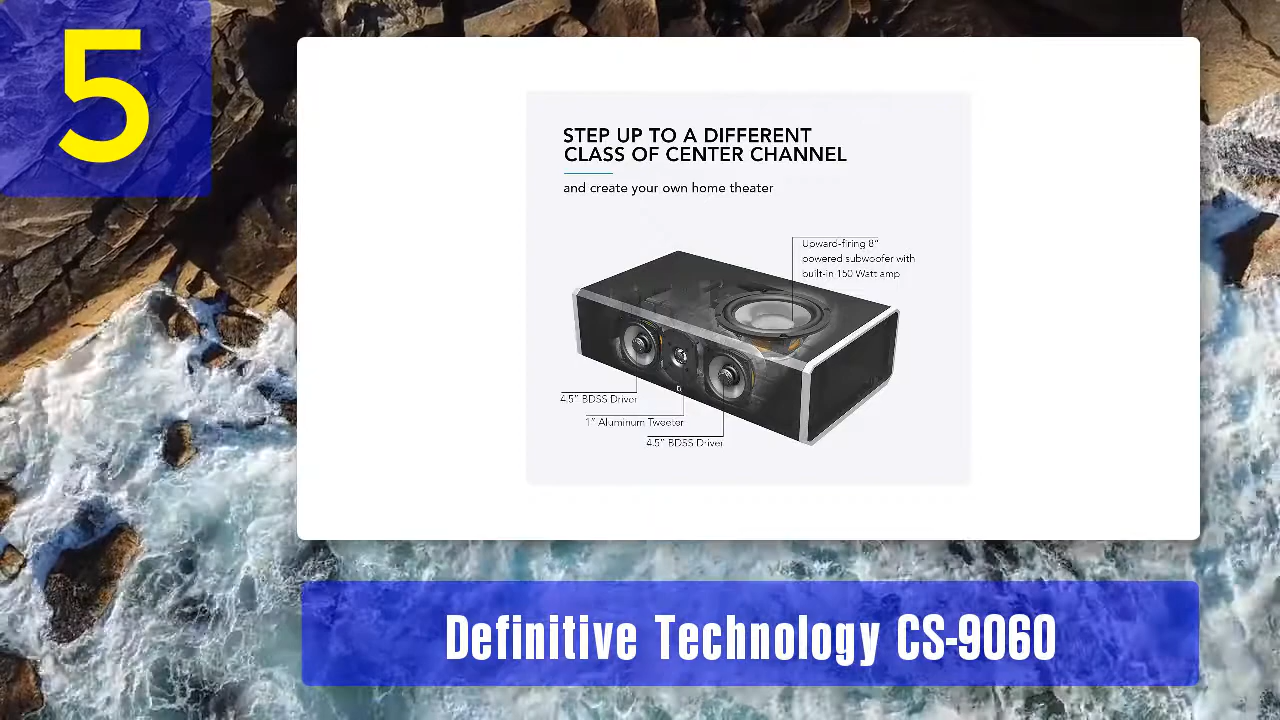 5
STEP UP TO A DIFFERENT
CLASS OF CENTER CHANNEL
and create your own home theater
Upward-firing 8"
powered subwoofer with
built-in 150 Watt amp
4.5" BDSS Driver
1" Aluminum Tweeter
4.5" BDSS Driver
Definitive Technology CS-9060